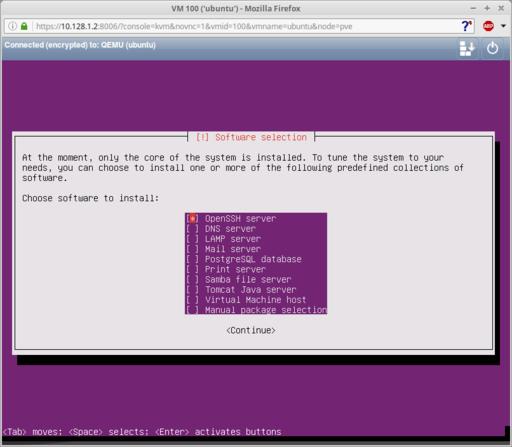 VM 100 ('ubuntu') - Mozilla Firefox
https://10.128.1.2:8006/?console=kvm&novnc=1&vmid=100&vmname=ubuntu&node=pve
ABP
Connected (encrypted) to: QEMU (ubuntu)
[!] Software selection
At the moment, only the core of the system is installed. To tune the system to your
needs, you can choose to install one or more of the following predefined collections of
software.
Choose software to install:
[*] OpenSSH server
[ ] DNS server
[ ] LAMP server
[ ] Mail server
[ ] PostgreSQL database
[ ] Print server
[ ] Samba file server
[ ] Tomcat Java server
[ ] Virtual Machine host
[ ] Manual package selection
<Continue>
<Tab> moves; <Space> selects; <Enter> activates buttons